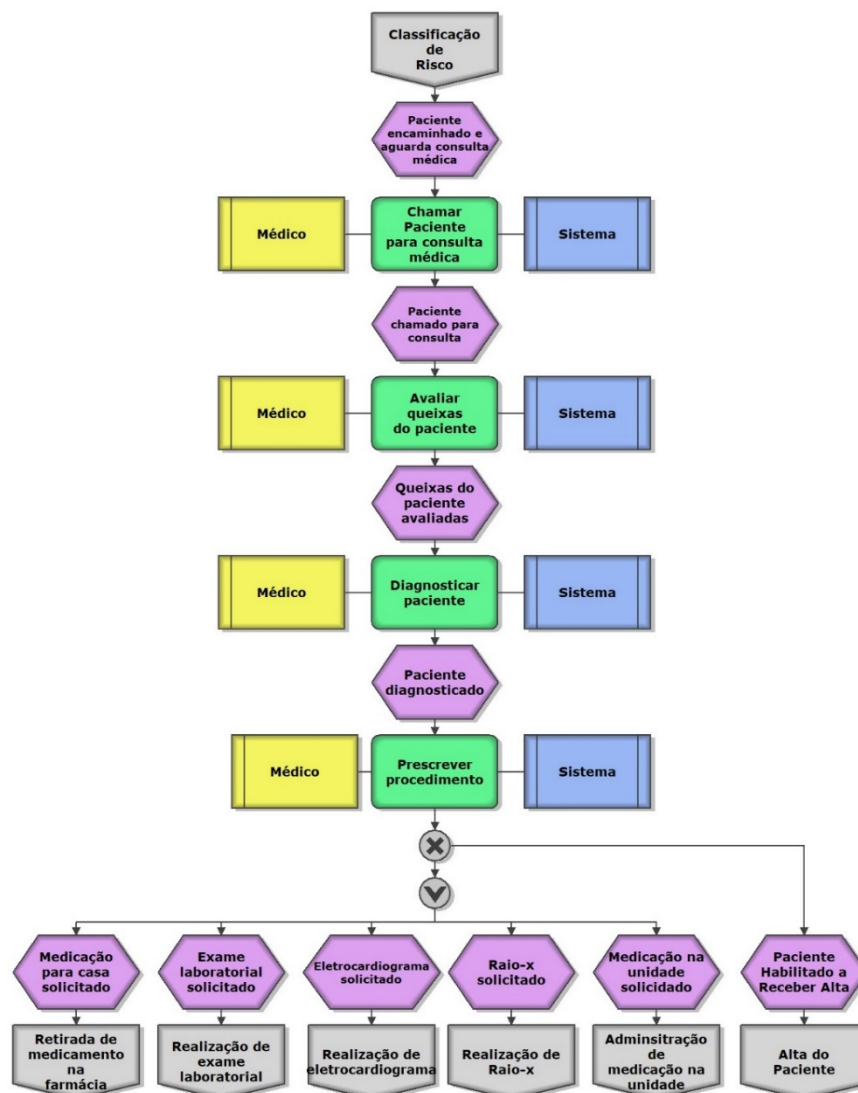 Classificação
de
Risco
Paciente
encaminhado e
aguarda consulta
médica
Médico
Chamar
Paciente
para consulta
médica
Sistema
Paciente
chamado para
consulta
Médico
Avaliar
queixas
do paciente
Sistema
Queixas do
paciente
avaliadas
Médico
Diagnosticar
paciente
Sistema
Paciente
diagnosticado
Médico
Prescrever
procedimento
Sistema
Medicação
para casa
solicitado
Exame
laboratorial
solicitado
Eletrocardiograma
solicitado
Raio-x
solicitado
Medicação na
unidade
solicidado
Paciente
Habilitado a
Receber Alta
Retirada de
medicamento
na
farmácia
Realização de
exame
laboratorial
Realização de
eletrocardiograma
Realização de
Raio-x
Adminsitração
de
medicação na
unidade
Alta do
Paciente